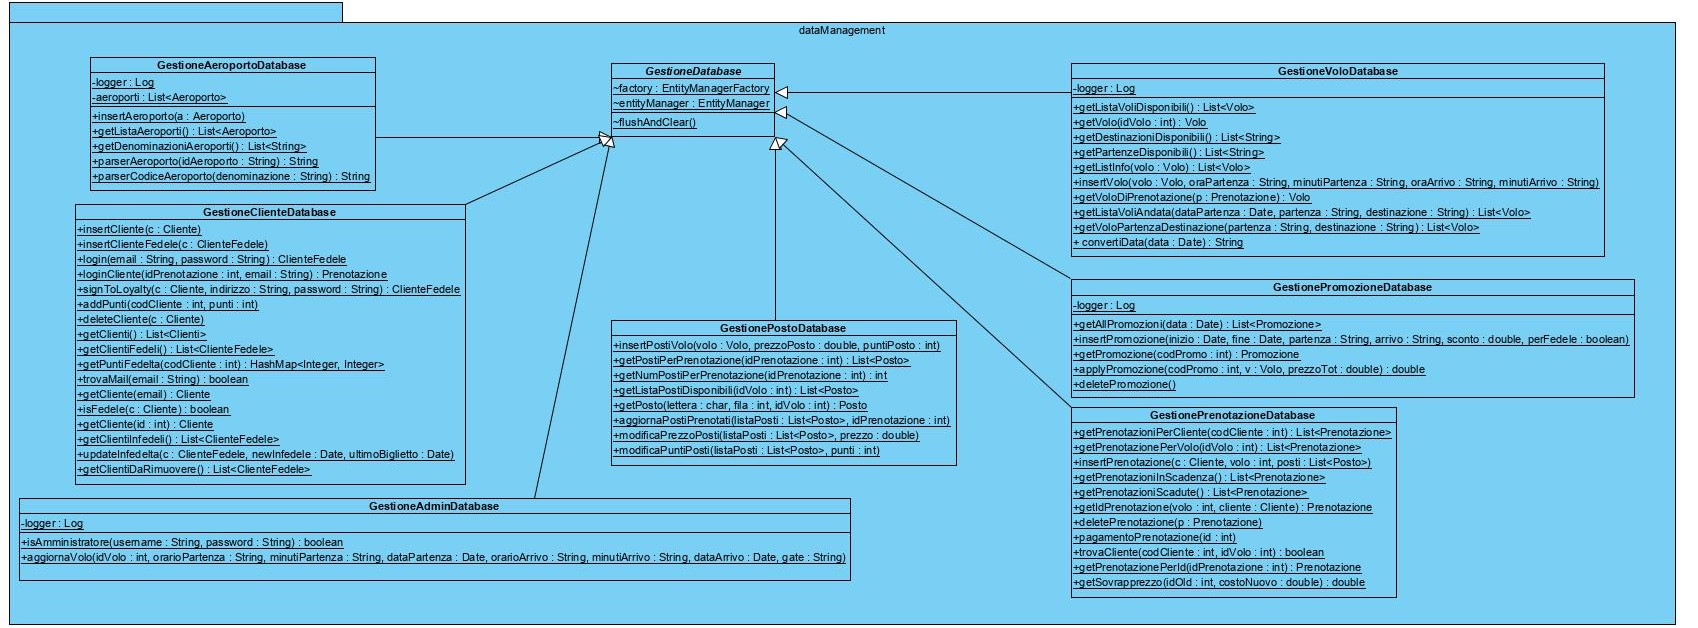 dataManagement
GestioneAeroportoDatabase
-logger : Log
-aeroporti : List<Aeroporto>
+insertAeroporto(a : Aeroporto)
+getListaAeroporti() : List<Aeroporto>
+getDenominazioniAeroporti() : List<String>
+parserAeroporto(idAeroporto : String) : String
+parserCodiceAeroporto(denominazione : String) : String
GestioneDatabase
~factory : EntityManagerFactory
~entityManager : EntityManager
~flushAndClear()
GestioneVoloDatabase
-logger : Log
+getListaVoliDisponibili() : List<Volo>
+getVolo(idVolo : int) : Volo
+getDestinazioniDisponibili() : List<String>
+getPartenzeDisponibili() : List<String>
+getListInfo(volo : Volo) : List<Volo>
+insertVolo(volo : Volo, oraPartenza : String, minutiPartenza : String, oraArrivo : String, minutiArrivo : String)
+getVoloDiPrenotazione(p : Prenotazione) : Volo
+getListaVoliAndata(dataPartenza : Date, partenza : String, destinazione : String) : List<Volo>
+getVoloPartenzaDestinazione(partenza : String, destinazione : String) : List<Volo>
+ convertiData(data : Date) : String
GestioneClienteDatabase
+insertCliente(c : Cliente)
+insertClienteFedele(c : ClienteFedele)
+login(email : String, password : String) : ClienteFedele
+loginCliente(idPrenotazione : int, email : String) : Prenotazione
+signToLoyalty(c : Cliente, indirizzo : String, password : String) : ClienteFedele
+addPunti(codCliente : int, punti : int)
+deleteCliente(c : Cliente)
+getClienti() : List<Clienti>
+getClientiFedeli() : List<ClienteFedele>
+getPuntiFedelta(codCliente : int) : HashMap<Integer, Integer>
+trovaMail(email : String) : boolean
+getCliente(email) : Cliente
+isFedele(c : Cliente) : boolean
+getCliente(id : int) : Cliente
+getClientiInfedeli() : List<ClienteFedele>
+updateInfedelta(c : ClienteFedele, newInfedele : Date, ultimoBiglietto : Date)
+getClientiDaRimuovere() : List<ClienteFedele>
GestionePostoDatabase
+insertPostiVolo(volo : Volo, prezzoPosto : double, puntiPosto : int)
+getPostiPerPrenotazione(idPrenotazione : int) : List<Posto>
+getNumPostiPerPrenotazione(idPrenotazione : int) : int
+getListaPostiDisponibili(idVolo : int) : List<Posto>
+getPosto(lettera : char, fila : int, idVolo : int) : Posto
+aggiornaPostiPrenotati(listaPosti : List<Posto>, idPrenotazione : int)
+modificaPrezzoPosti(listaPosti : List<Posto>, prezzo : double)
+modificaPuntiPosti(listaPosti : List<Posto>, punti : int)
GestionePromozioneDatabase
-logger : Log
+getAllPromozioni(data : Date) : List<Promozione>
+insertPromozione(inizio : Date, fine : Date, partenza : String, arrivo : String, sconto : double, perFedele : boolean)
+getPromozione(codPromo : int) : Promozione
+applyPromozione(codPromo : int, v : Volo, prezzoTot : double) : double
+deletePromozione()
GestionePrenotazioneDatabase
+getPrenotazioniPerCliente(codCliente : int) : List<Prenotazione>
+getPrenotazionePerVolo(idVolo : int) : List<Prenotazione>
+insertPrenotazione(c : Cliente, volo : int, posti : List<Posto>)
+getPrenotazioniInScadenza() : List<Prenotazione>
+getPrenotazioniScadute() : List<Prenotazione>
+getIdPrenotazione(volo : int, cliente : Cliente) : Prenotazione
+deletePrenotazione(p : Prenotazione)
+pagamentoPrenotazione(id : int)
+trovaCliente(codCliente : int, idVolo : int) : boolean
+getPrenotazionePerId(idPrenotazione : int) : Prenotazione
+getSovrapprezzo(idOld : int, costoNuovo : double) : double
GestioneAdminDatabase
-logger : Log
+isAmministratore(username : String, password : String) : boolean
+aggiornaVolo(idVolo : int, orarioPartenza : String, minutiPartenza : String, dataPartenza : Date, orarioArrivo : String, minutiArrivo : String, dataArrivo : Date, gate : String)